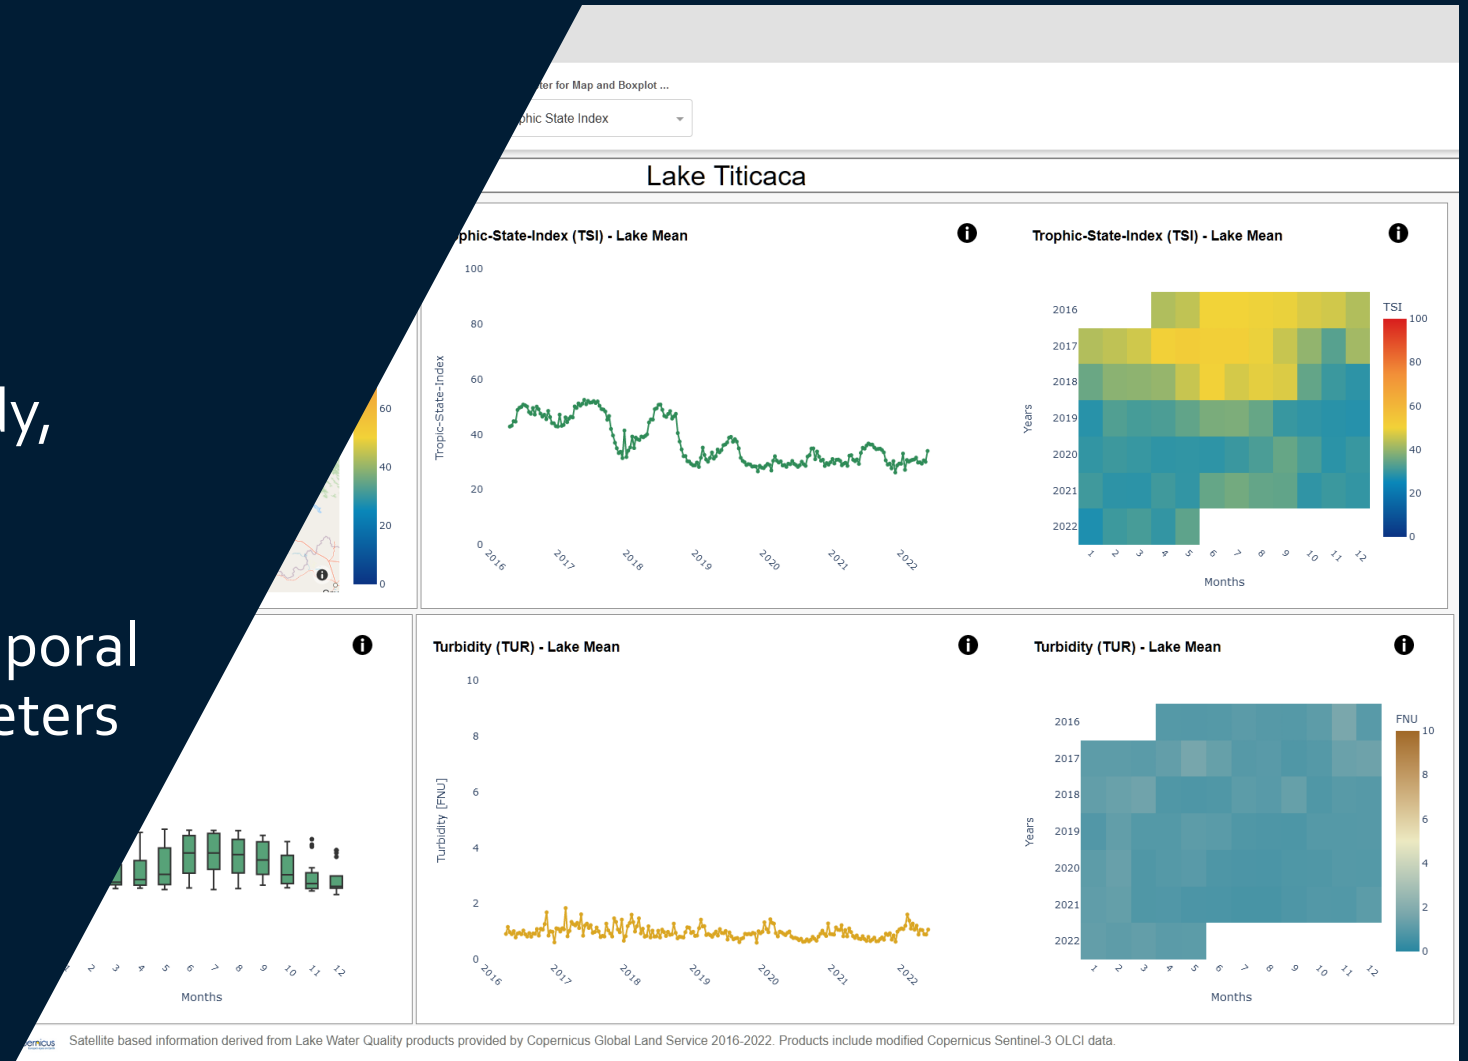 ter for Map and Boxplot ...
phic State Index
Lake Titicaca
phic-State-Index (TSI) - Lake Mean
100
80
60
40
20
0
Tropic-State-Index
2016
2017
2018
2019
2020
2021
2022
Trophic-State-Index (TSI) - Lake Mean
2016
2017
2018
2019
2020
2021
2022
Years
1 2 3 4 5 6 7 8 9 10 11 12
Months
TSI
100
80
60
40
20
0
ly,
60
40
20
0
poral
eters
2 3 4 5 6 7 8 9 10 11 12
Months
Turbidity (TUR) - Lake Mean
10
8
6
4
2
0
Turbidity [FNU]
2016
2017
2018
2019
2020
2021
2022
Turbidity (TUR) - Lake Mean
2016
2017
2018
2019
2020
2021
2022
Years
1 2 3 4 5 6 7 8 9 10 11 12
Months
FNU
10
8
6
4
2
0
ernicus
Satellite based information derived from Lake Water Quality products provided by Copernicus Global Land Service 2016-2022. Products include modified Copernicus Sentinel-3 OLCI data.